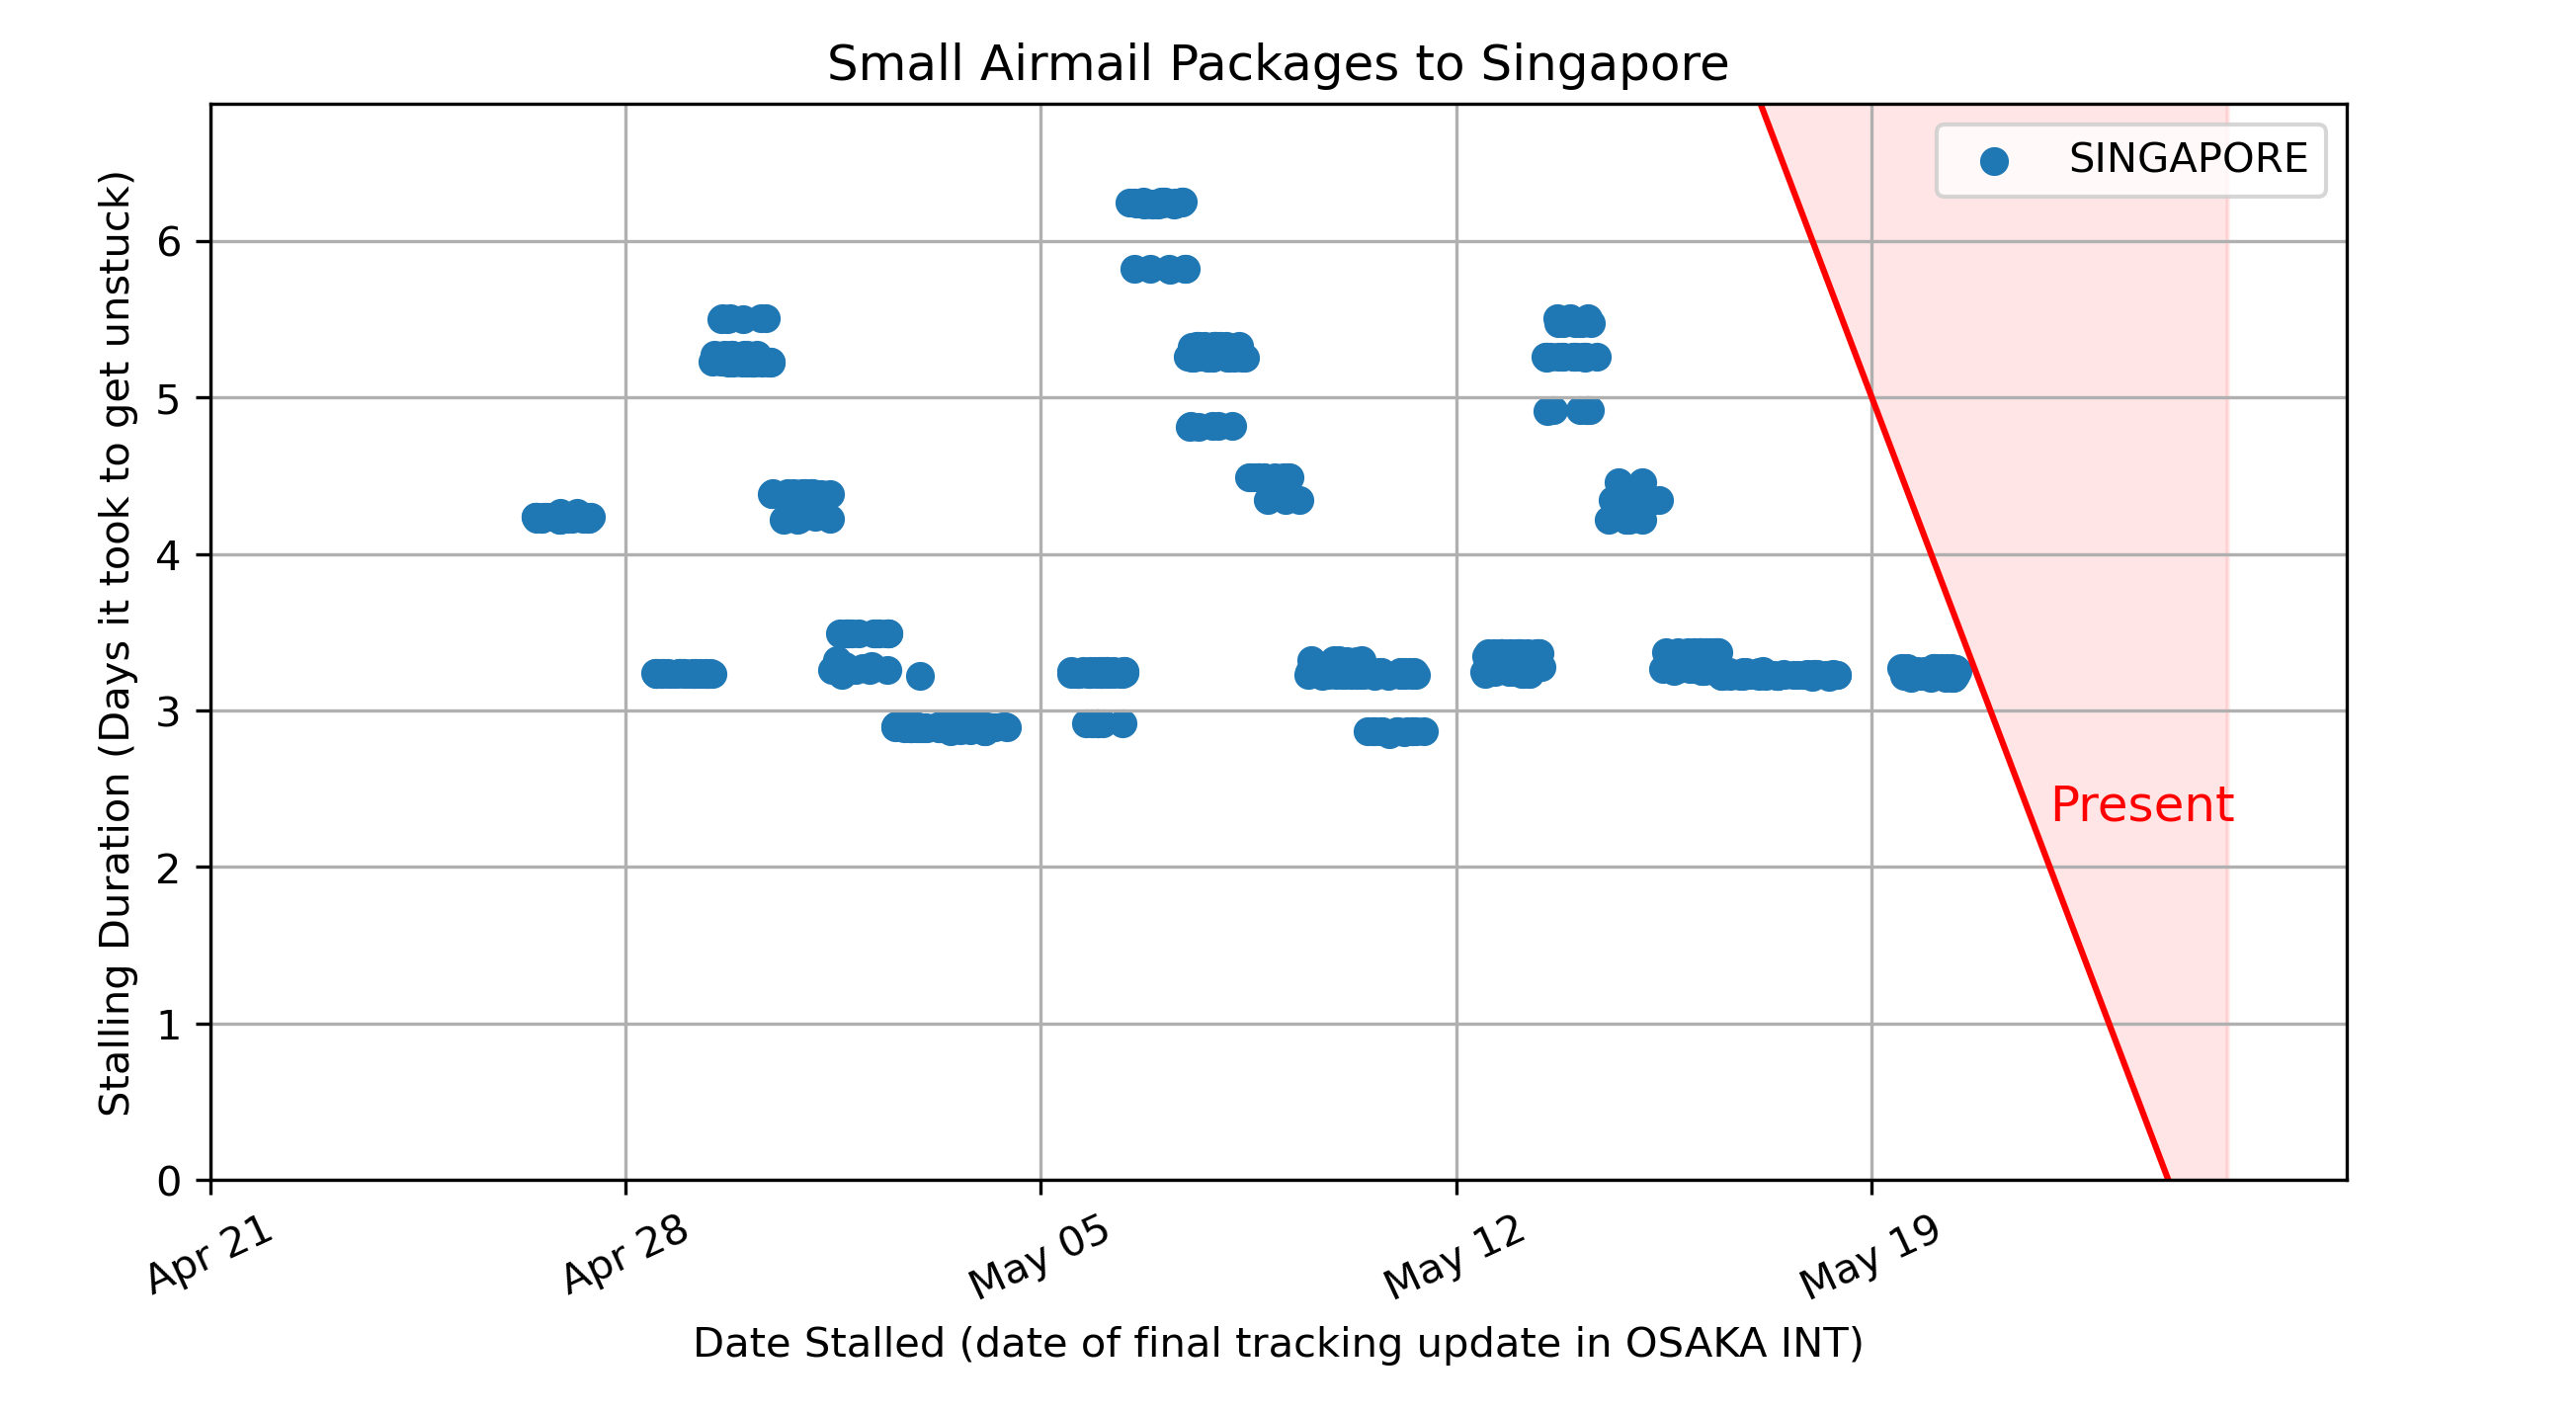 Small Airmail Packages to Singapore
SINGAPORE
Stalling Duration (Days it took to get unstuck)
6
5
4
3
2
1
0
Present
Apr 21
Apr 28
May 05
May 12
May 19
Date Stalled (date of final tracking update in OSAKA INT)